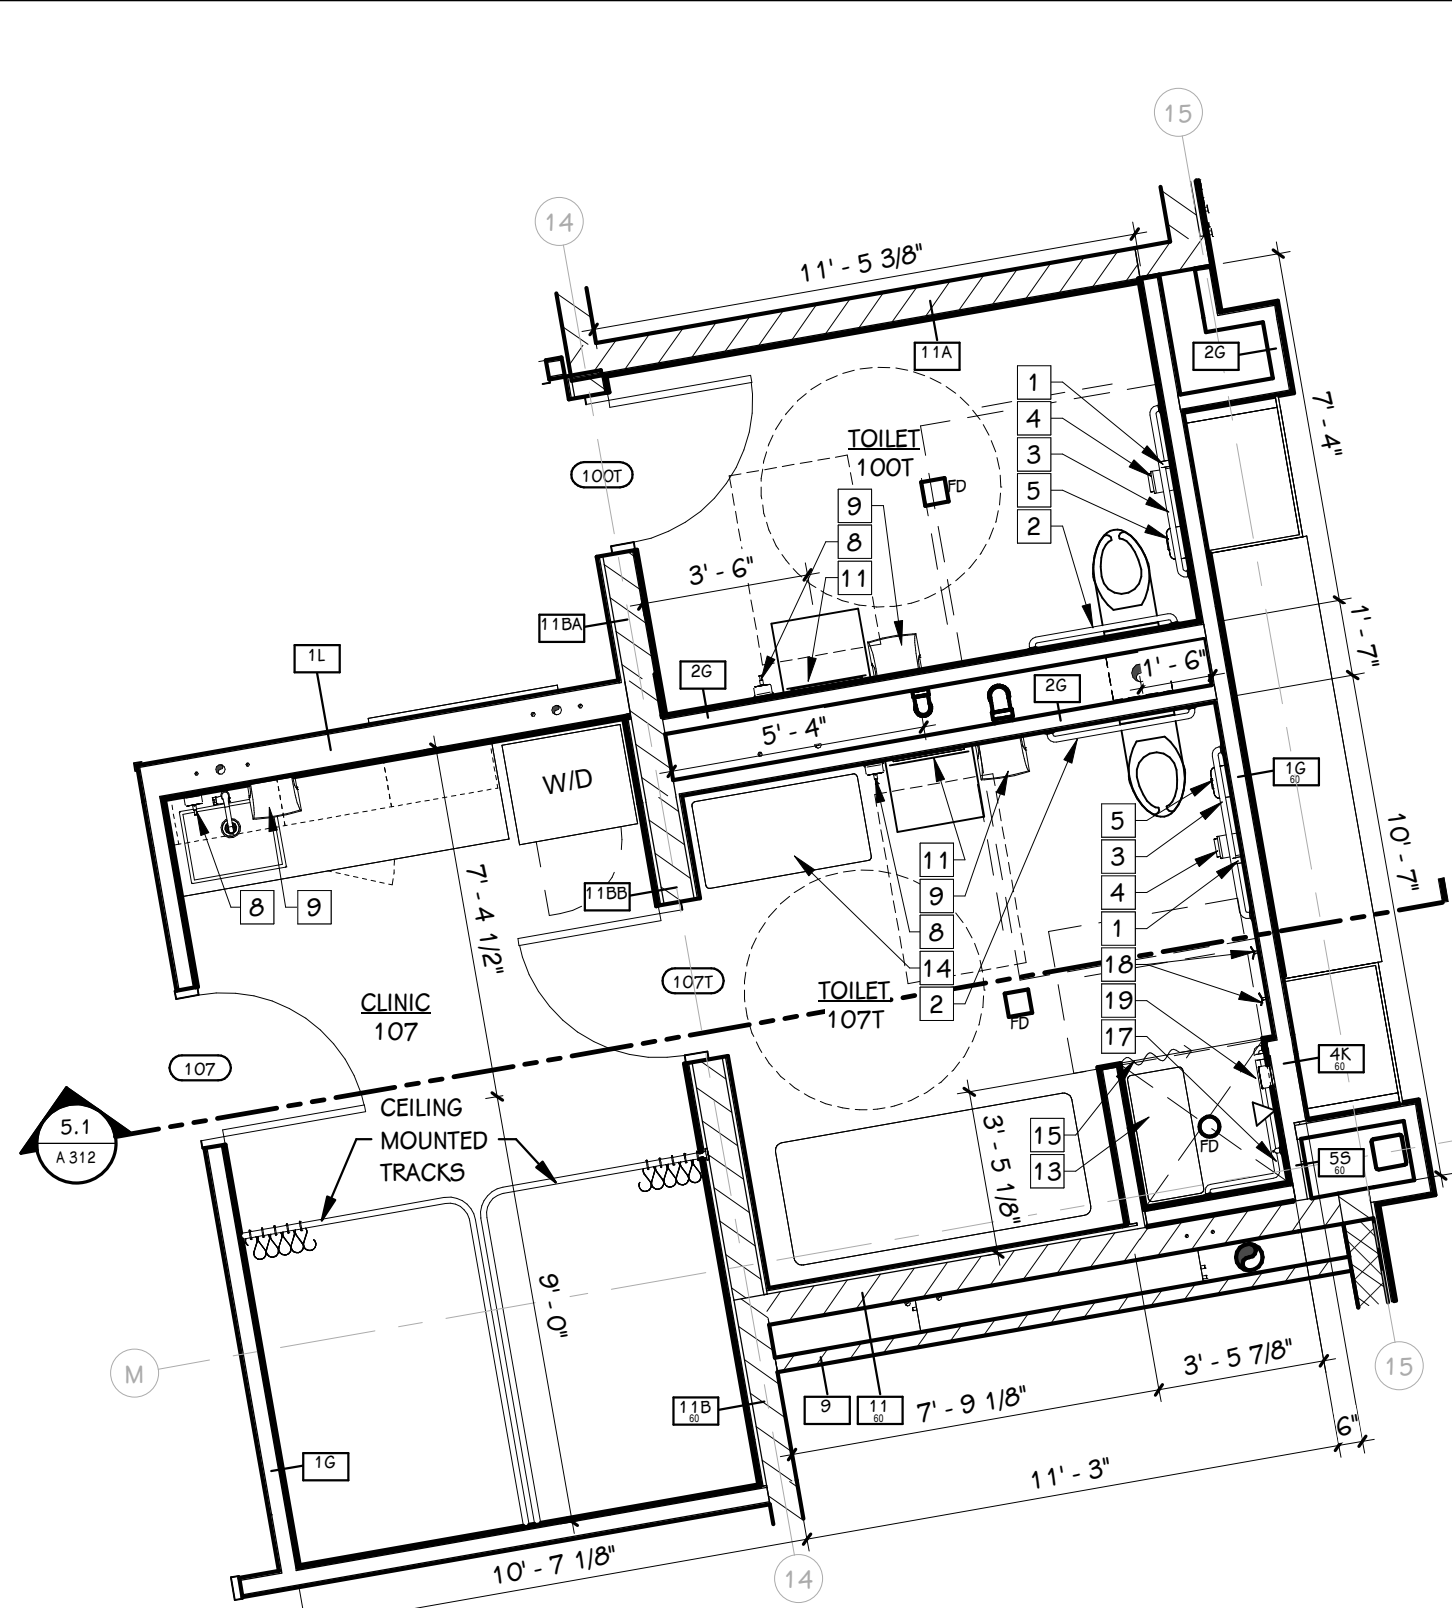 15
14
11' - 5 3/8"
11A
2G
1
4
3
5
2
7' - 4"
TOILET
100T
FD
100T
9
8
11
3' - 6"
11BA
1L
2G
1' - 6"
2G
1' - 7"
5' - 4"
W/D
1G
60
5
3
4
1
18
19
17
10' - 7"
11
9
8
14
2
8
9
11BB
7' - 4 1/2"
107T
CLINIC
107
TOILET
107T
FD
107
4K
60
CEILING
MOUNTED
TRACKS
5.1
A 312
15
13
3' - 5 1/8"
FD
5S
60
9' - 0"
M
15
3' - 5 7/8"
11B
60
9
11
60
7' - 9 1/8"
6"
1G
11' - 3"
10' - 7 1/8"
14